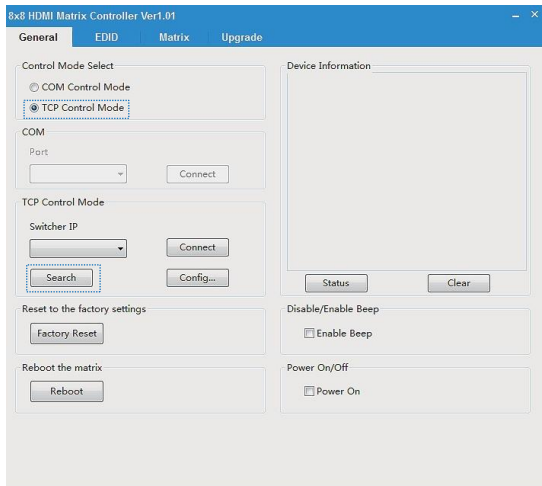 8x8 HDMI Matrix Controller Ver1.01
General EDID Matrix Upgrade
Control Mode Select
COM Control Mode
TCP Control Mode
COM
Port
Connect
TCP Control Mode
Switcher IP
Connect
Search Config...
Reset to the factory settings
Factory Reset
Reboot the matrix
Reboot
Device Information
Status Clear
Disable/Enable Beep
Enable Beep
Power On/Off
Power On